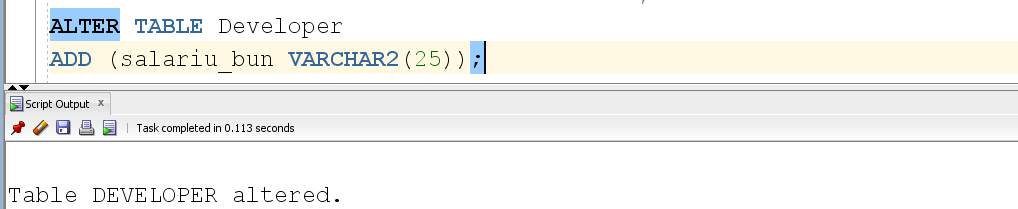 ALTER TABLE Developer
ADD (salariu_bun VARCHAR2(25));
Script Output x
Task completed in 0.113 seconds
Table DEVELOPER altered.